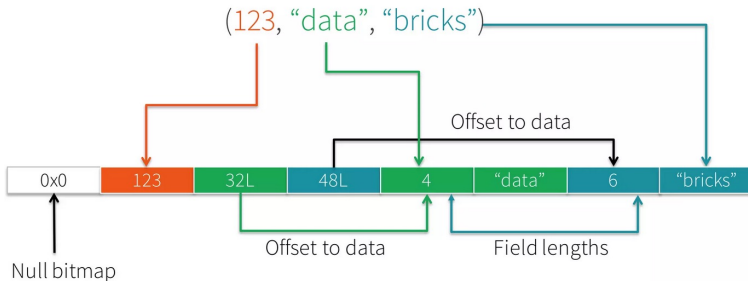 (123, “data”, “bricks”)
Offset to data
0x0 123 32L 48L 4 “data” 6 “bricks”
Offset to data Field lengths
Null bitmap